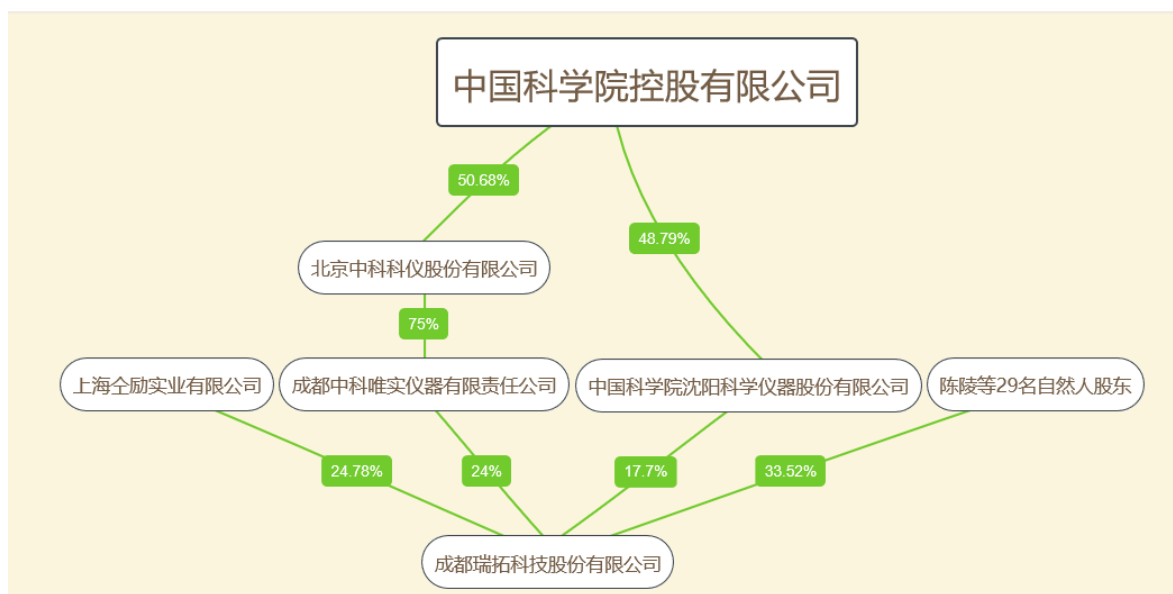 中国科学院控股有限公司
50.68%
48.79%
北京中科科仪股份有限公司
75%
上海仝励实业有限公司
成都中科唯实仪器有限责任公司
中国科学院沈阳科学仪器股份有限公司
陈陵等29名自然人股东
24.78%
24%
17.7%
33.52%
成都瑞拓科技股份有限公司